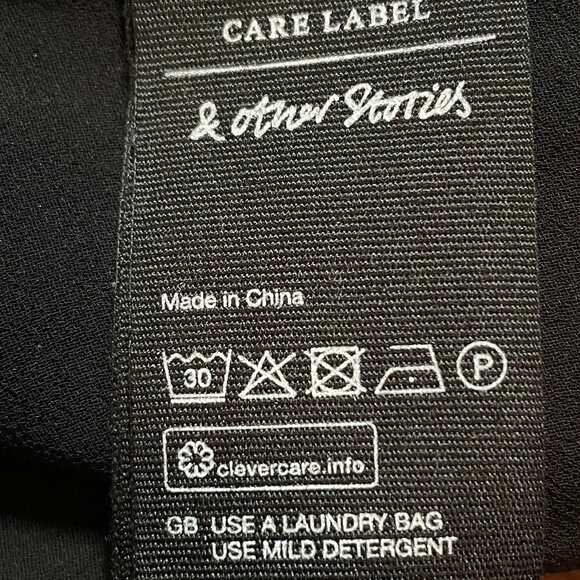 CARE LABEL
& other Stories
Made in China
30 P
clevercare.info
GB USE A LAUNDRY BAG
USE MILD DETERGENT